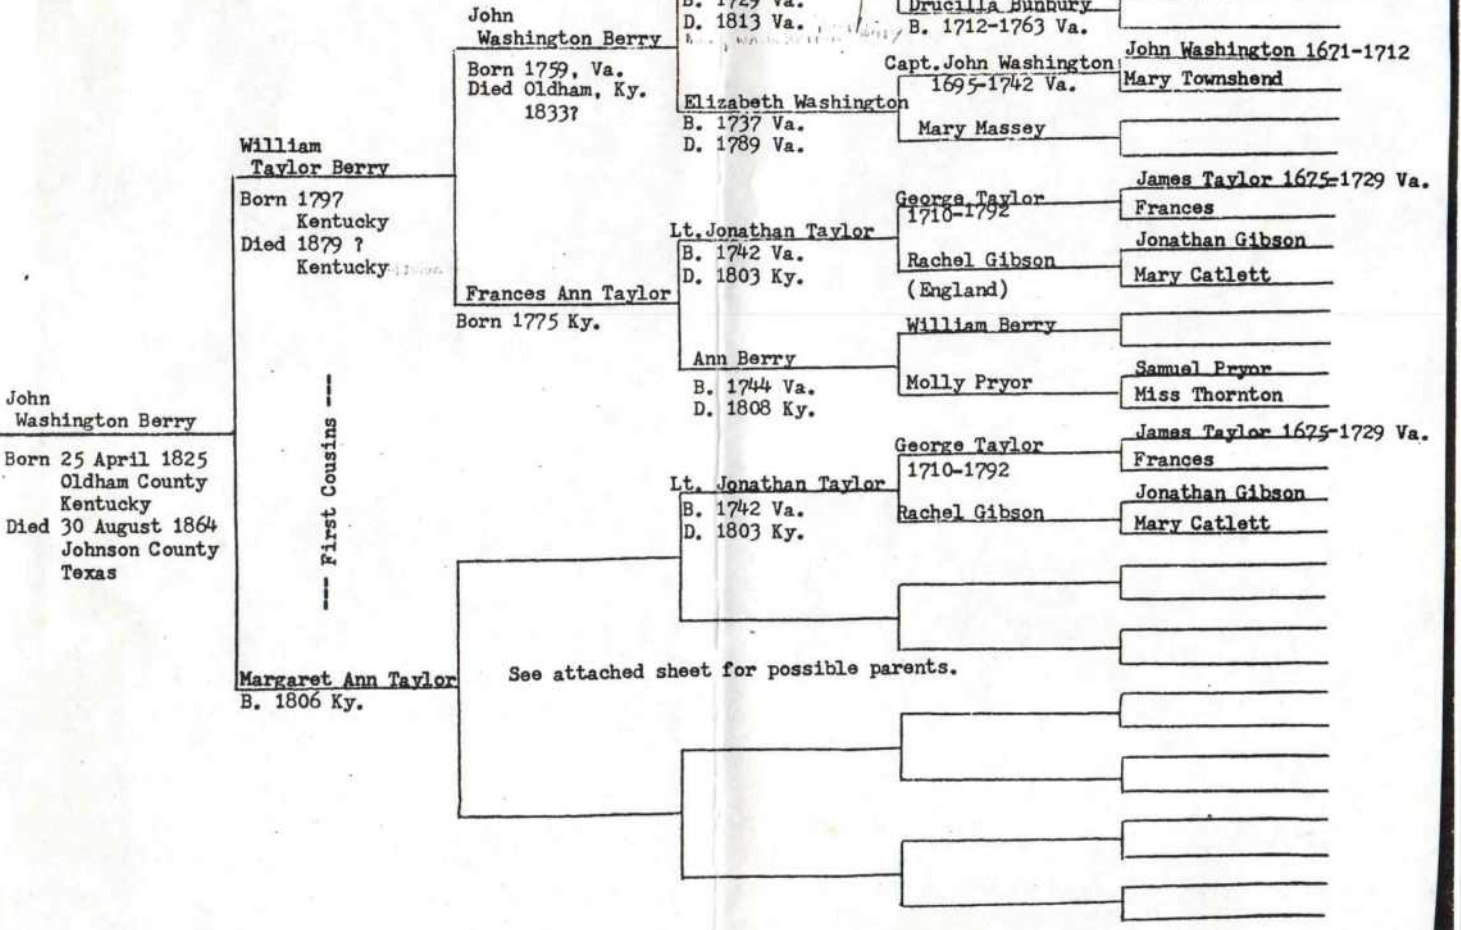 John
Washington Berry
Born 25 April 1825
Oldham County
Kentucky
Died 30 August 1864
Johnson County
Texas
William
Taylor Berry
Born 1797
Kentucky
Died 1879 ?
Kentucky
--- First Cousins ---
Margaret Ann Taylor
B. 1806 Ky.
John
Washington Berry
Born 1759, Va.
Died Oldham, Ky.
1833?
Frances Ann Taylor
Born 1775 Ky.
See attached sheet for possible parents.
B. 1729 Va.
D. 1813 Va.
Elizabeth Washington
B. 1737 Va.
D. 1789 Va.
Lt. Jonathan Taylor
B. 1742 Va.
D. 1803 Ky.
Ann Berry
B. 1744 Va.
D. 1808 Ky.
Lt. Jonathan Taylor
B. 1742 Va.
D. 1803 Ky.
Drucilla Bunbury
B. 1712-1763 Va.
Capt. John Washington
1695-1742 Va.
Mary Massey
George Taylor
1710-1792
Rachel Gibson
(England)
William Berry
Molly Pryor
George Taylor
1710-1792
Rachel Gibson
John Washington 1671-1712
Mary Townshend
James Taylor 1675-1729 Va.
Frances
Jonathan Gibson
Mary Catlett
Samuel Pryor
Miss Thornton
James Taylor 1675-1729 Va.
Frances
Jonathan Gibson
Mary Catlett